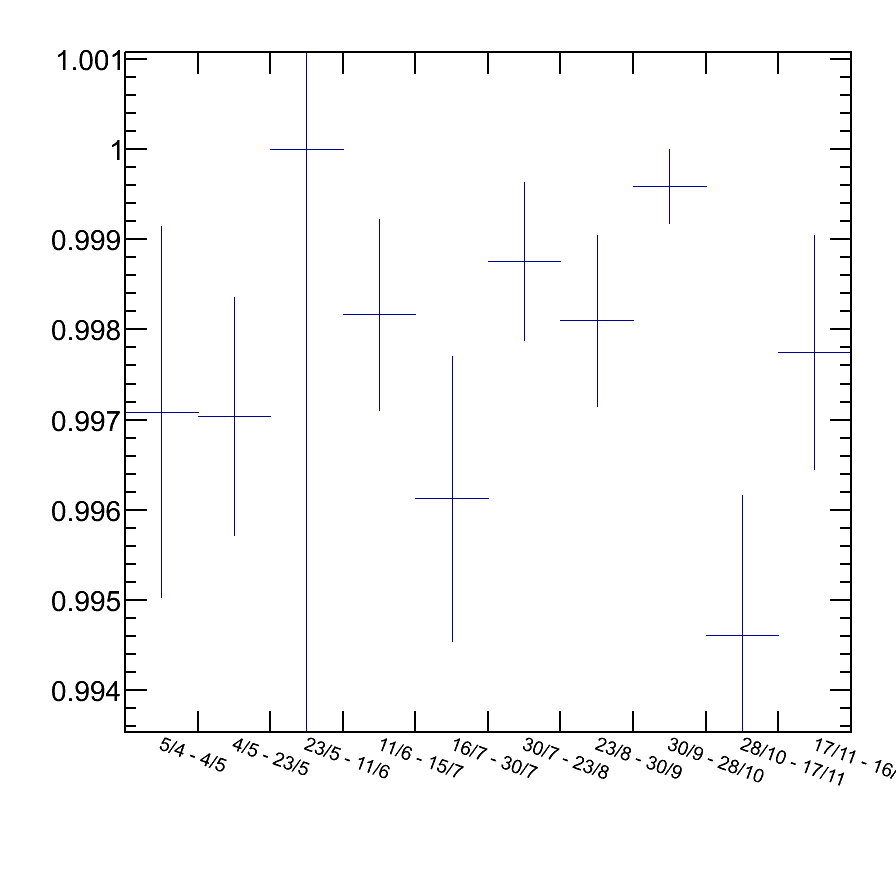 1.001
1
0.999
0.998
0.997
0.996
0.995
0.994
5/4 - 4/5
4/5 - 23/5
23/5 - 11/6
11/6 - 15/7
16/7 - 30/7
30/7 - 23/8
23/8 - 30/9
30/9 - 28/10
28/10 - 17/11
17/11 - 16/